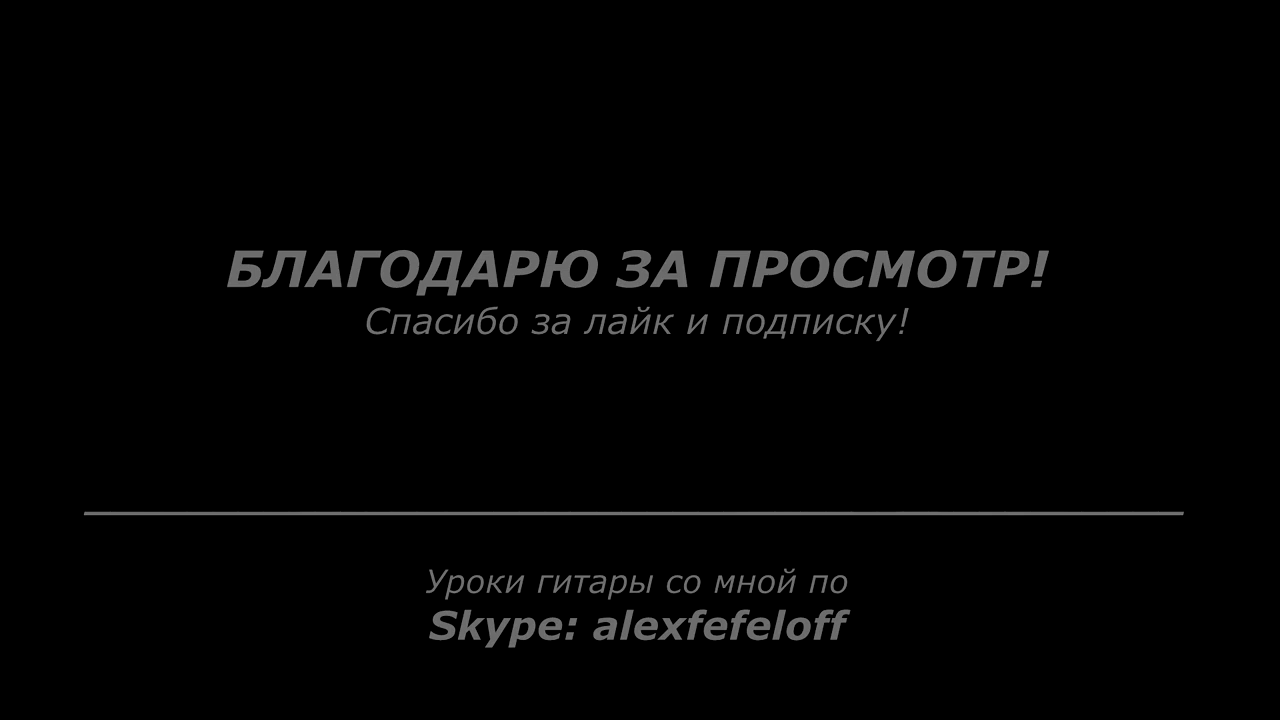 БЛАГОДАРЮ ЗА ПРОСМОТР!
Спасибо за лайк и подписку!
Уроки гитары со мной по
Skype: alexfefeloff